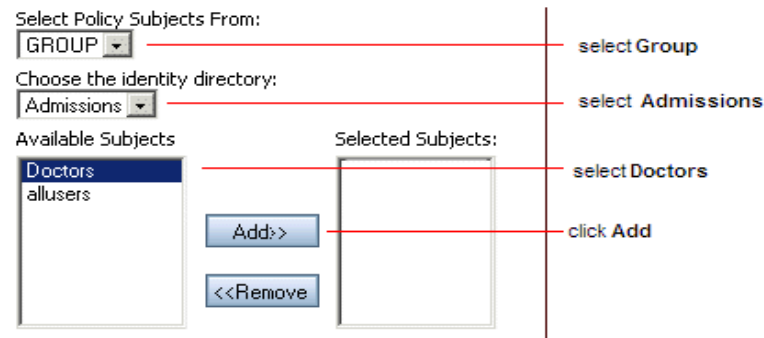 Select Policy Subjects From:
GROUP
select Group
Choose the identity directory:
Admissions
select Admissions
Available Subjects
Selected Subjects:
Doctors
select Doctors
allusers
Add>>
click Add
<<Remove